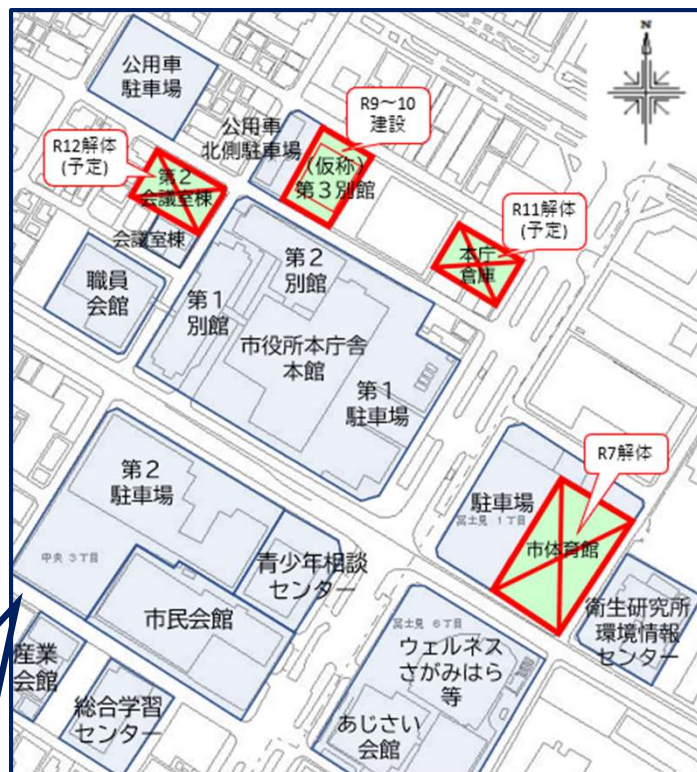 N
公用車
駐車場
R9～10
建設
公用車
北側駐車場
R12解体
(予定)
(仮称)
第３別館
第２
会議室棟
R11解体
(予定)
会議室棟
本庁
倉庫
職員
会館
第２
別館
第１
別館
市役所本庁舎
本館
第１
駐車場
R7解体
第２
駐車場
駐車場
富士見 1丁目
市体育館
中央 3丁目
青少年相談
センター
衛生研究所
環境情報
センター
市民会館
富士見 6丁目
ウェルネス
さがみはら
等
産業
会館
総合学習
センター
あじさい
会館